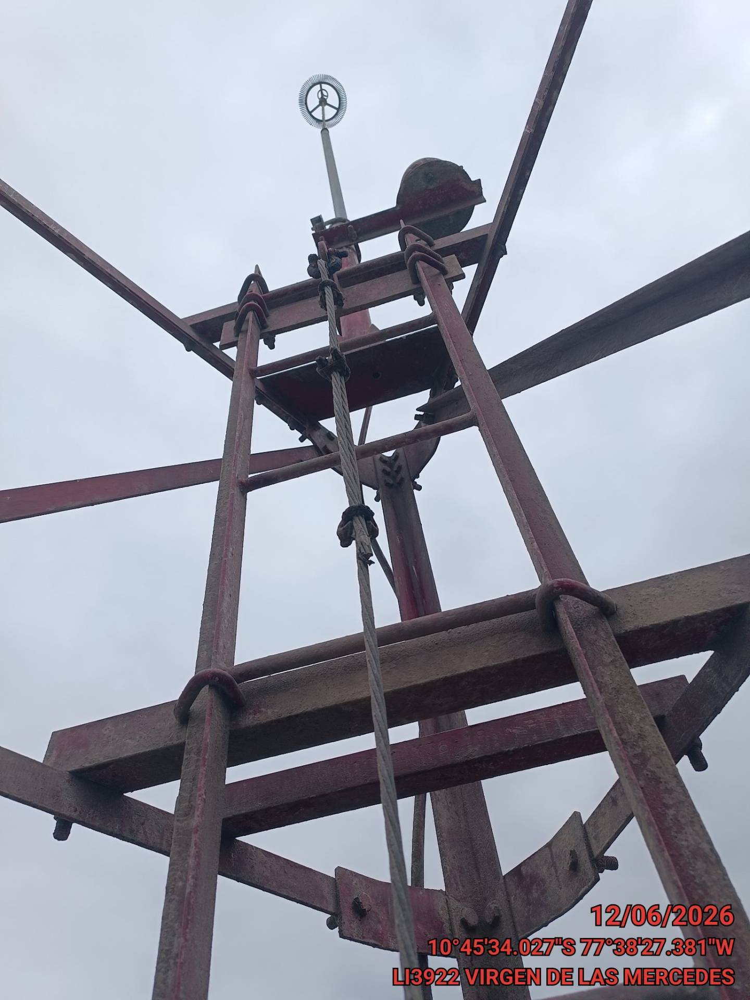 12/06/2026
10°45'34.027"S 77°38'27.381"W
LI3922 VIRGEN DE LAS MERCEDES